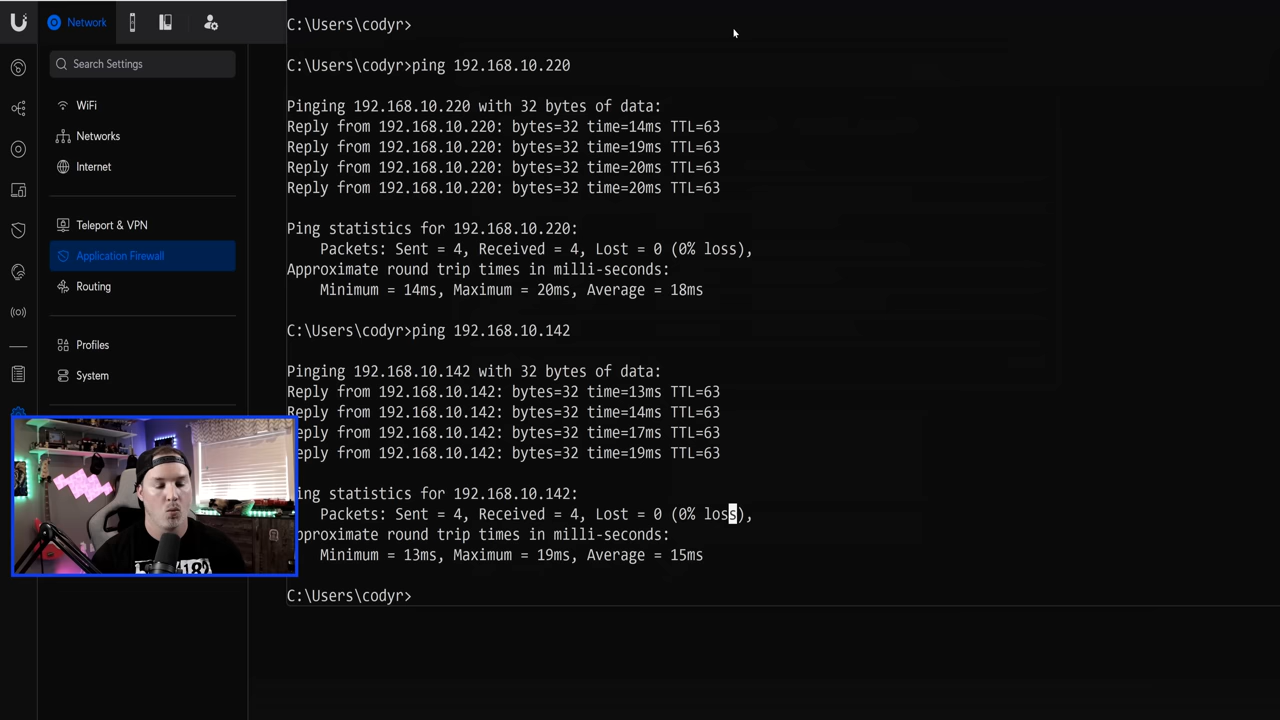 Network
Search Settings
WiFi
Networks
Internet
Teleport & VPN
Application Firewall
Routing
Profiles
System
C:\Users\codyr>
C:\Users\codyr>ping 192.168.10.220
Pinging 192.168.10.220 with 32 bytes of data:
Reply from 192.168.10.220: bytes=32 time=14ms TTL=63
Reply from 192.168.10.220: bytes=32 time=19ms TTL=63
Reply from 192.168.10.220: bytes=32 time=20ms TTL=63
Reply from 192.168.10.220: bytes=32 time=20ms TTL=63
Ping statistics for 192.168.10.220:
Packets: Sent = 4, Received = 4, Lost = 0 (0% loss),
Approximate round trip times in milli-seconds:
Minimum = 14ms, Maximum = 20ms, Average = 18ms
C:\Users\codyr>ping 192.168.10.142
Pinging 192.168.10.142 with 32 bytes of data:
Reply from 192.168.10.142: bytes=32 time=13ms TTL=63
Reply from 192.168.10.142: bytes=32 time=14ms TTL=63
eply from 192.168.10.142: bytes=32 time=17ms TTL=63
eply from 192.168.10.142: bytes=32 time=19ms TTL=63
ing statistics for 192.168.10.142:
Packets: Sent = 4, Received = 4, Lost = 0 (0% loss),
pproximate round trip times in milli-seconds:
Minimum = 13ms, Maximum = 19ms, Average = 15ms
C:\Users\codyr>